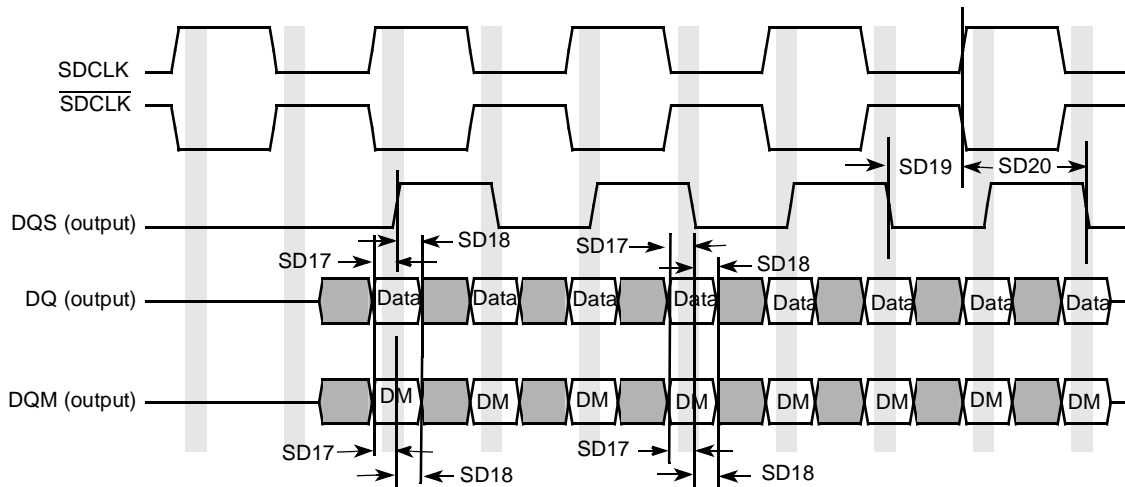 SDCLK
SDCLK
SD19 SD20
DQS (output)
SD18 SD17
SD17 SD18
DQ (output) Data Data Data Data Data Data Data Data
DQM (output) DM DM DM DM DM DM DM DM
SD17 SD17
SD18 SD18